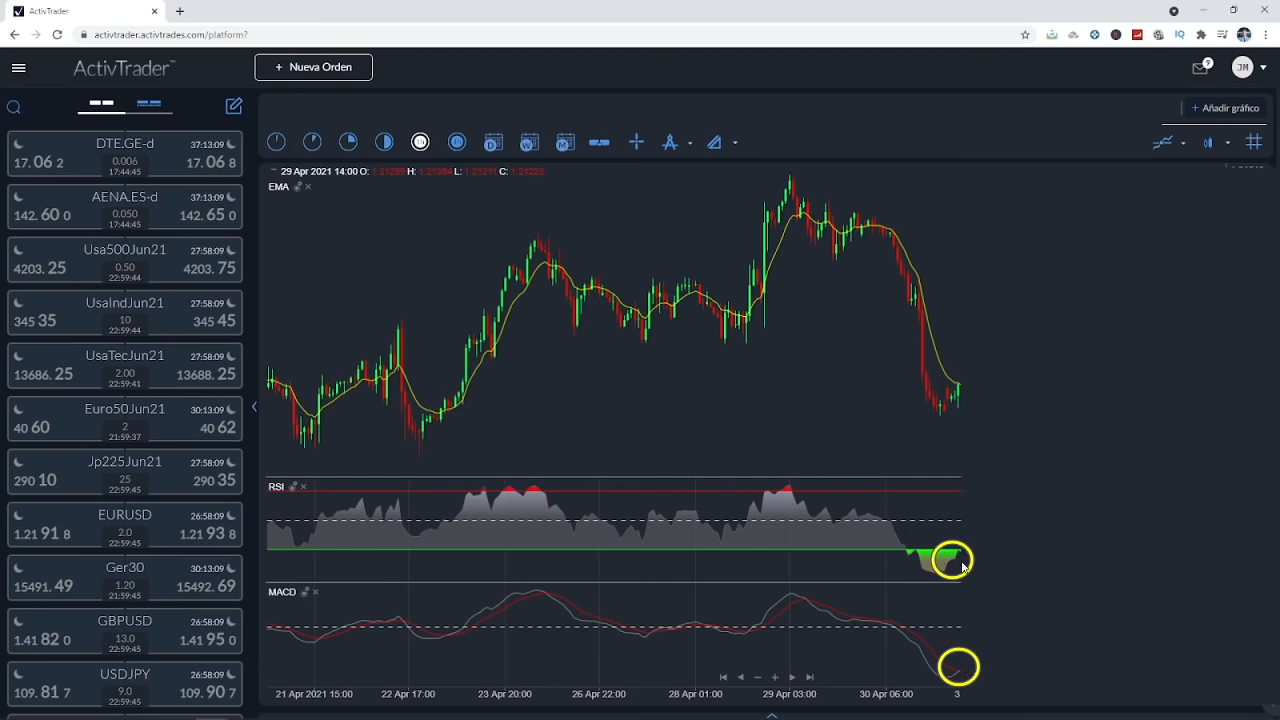 ActivTrader
activtrader.activtrades.com/platform?
ActivTrader™
+ Nueva Orden
9
JM
+ Añadir gráfico
DTE.GE-d 37:13:09
17.06 2 0.006 17.06 8
17:44:45
AENA.ES-d 37:13:09
142.60 0 0.050 142.65 0
17:44:45
Usa500Jun21 27:58:09
4203.25 0.50 4203.75
22:59:44
UsaIndJun21 27:58:09
345 35 10 345 45
22:59:44
UsaTecJun21 27:58:09
13686.25 2.00 13688.25
22:59:41
Euro50Jun21 30:13:09
40 60 2 40 62
21:59:37
Jp225Jun21 27:58:09
290 10 25 290 35
22:59:45
EURUSD 26:58:09
1.21 91 8 2.0 1.21 93 8
22:59:45
Ger30 30:13:09
15491.49 1.20 15492.69
21:59:45
GBPUSD 26:58:09
1.41 82 0 13.0 1.41 95 0
22:59:45
USDJPY 26:58:09
109.81 7 9.0 109.90 7
22:59:45
29 Apr 2021 14:00 O: H: L: C:
EMA
RSI
MACD
21 Apr 2021 15:00 22 Apr 17:00 23 Apr 20:00 26 Apr 22:00 28 Apr 01:00 29 Apr 03:00 30 Apr 06:00 3